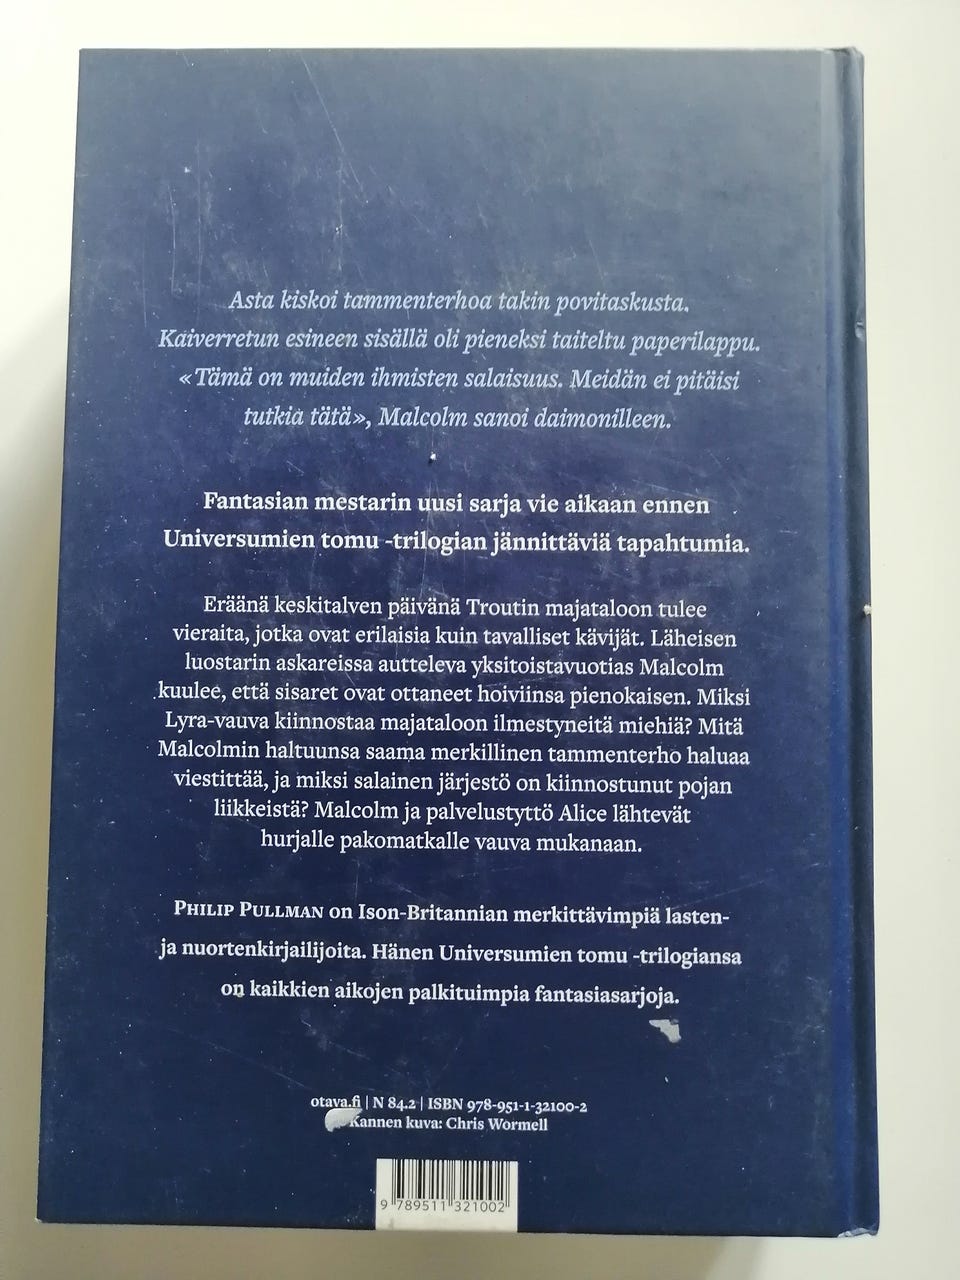 Asta kiskoi tammenterhoa takin povitaskusta.
Kaiverretun esineen sisällä oli pieneksi taiteltu paperilappu.
«Tämä on muiden ihmisten salaisuus. Meidän ei pitäisi
tutkia tätä», Malcolm sanoi daimonilleen.
Fantasian mestarin uusi sarja vie aikaan ennen
Universumien tomu -trilogian jännittäviä tapahtumia.
Eräänä keskitalven päivänä Troutin majataloon tulee
vieraita, jotka ovat erilaisia kuin tavalliset kävijät. Läheisen
luostarin askareissa autteleva yksitoistavuotias Malcolm
kuulee, että sisaret ovat ottaneet hoiviinsa pienokaisen. Miksi
Lyra-vauva kiinnostaa majataloon ilmestyneitä miehiä? Mitä
Malcolmin haltuunsa saama merkillinen tammenterho haluaa
viestittää, ja miksi salainen järjestö on kiinnostunut pojan
liikkeistä? Malcolm ja palvelustyttö Alice lähtevät
hurjalle pakomatkalle vauva mukanaan.
PHILIP PULLMAN on Ison-Britannian merkittävimpiä lasten-
ja nuortenkirjailijoita. Hänen Universumien tomu -trilogiansa
on kaikkien aikojen palkituimpia fantasiasarjoja.
otava.fi | N 84.2 | ISBN 978-951-1-32100-2
Kannen kuva: Chris Wormell
9 789511 321002